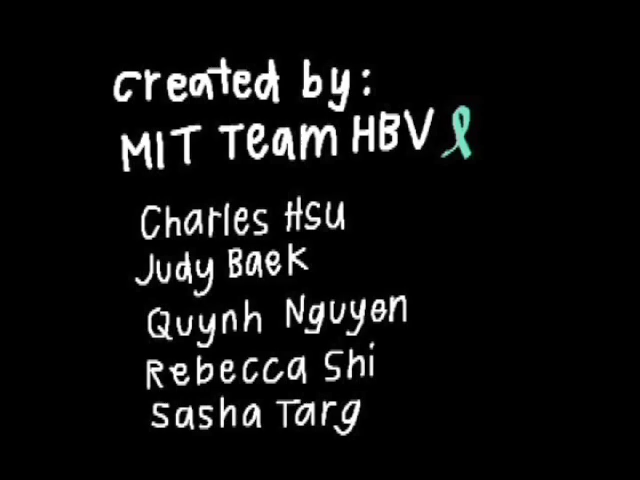 created by:
MIT Team HBV
Charles Hsu
Judy Baek
Quynh Nguyen
Rebecca Shi
Sasha Targ